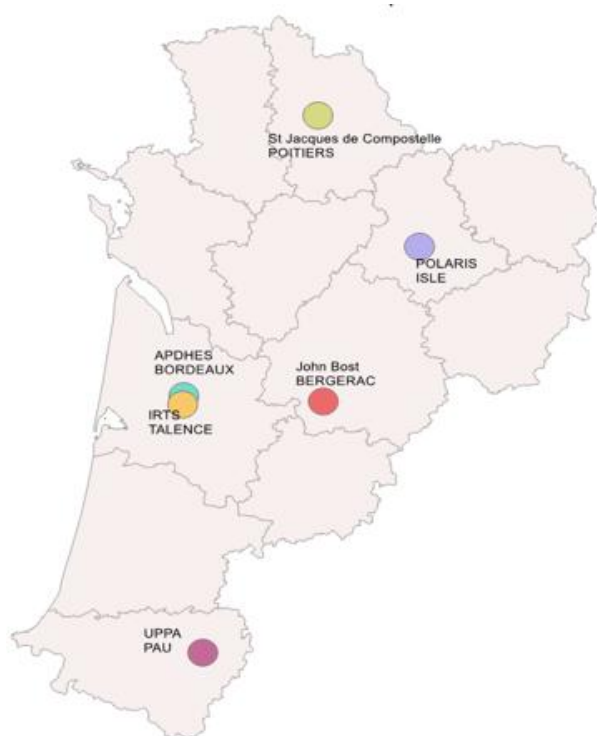 St Jacques de Compostelle
POITIERS
POLARIS
ISLE
APDHES
BORDEAUX
John Bost
BERGERAC
IRTS
TALENCE
UPPA
PAU